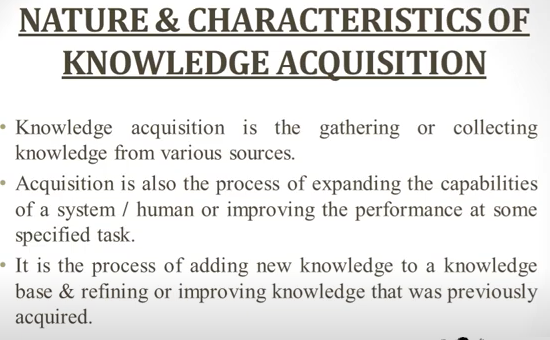 NATURE & CHARACTERISTICS OF
KNOWLEDGE ACQUISITION
• Knowledge acquisition is the gathering or collecting
knowledge from various sources.
• Acquisition is also the process of expanding the capabilities
of a system / human or improving the performance at some
specified task.
• It is the process of adding new knowledge to a knowledge
base & refining or improving knowledge that was previously
acquired.